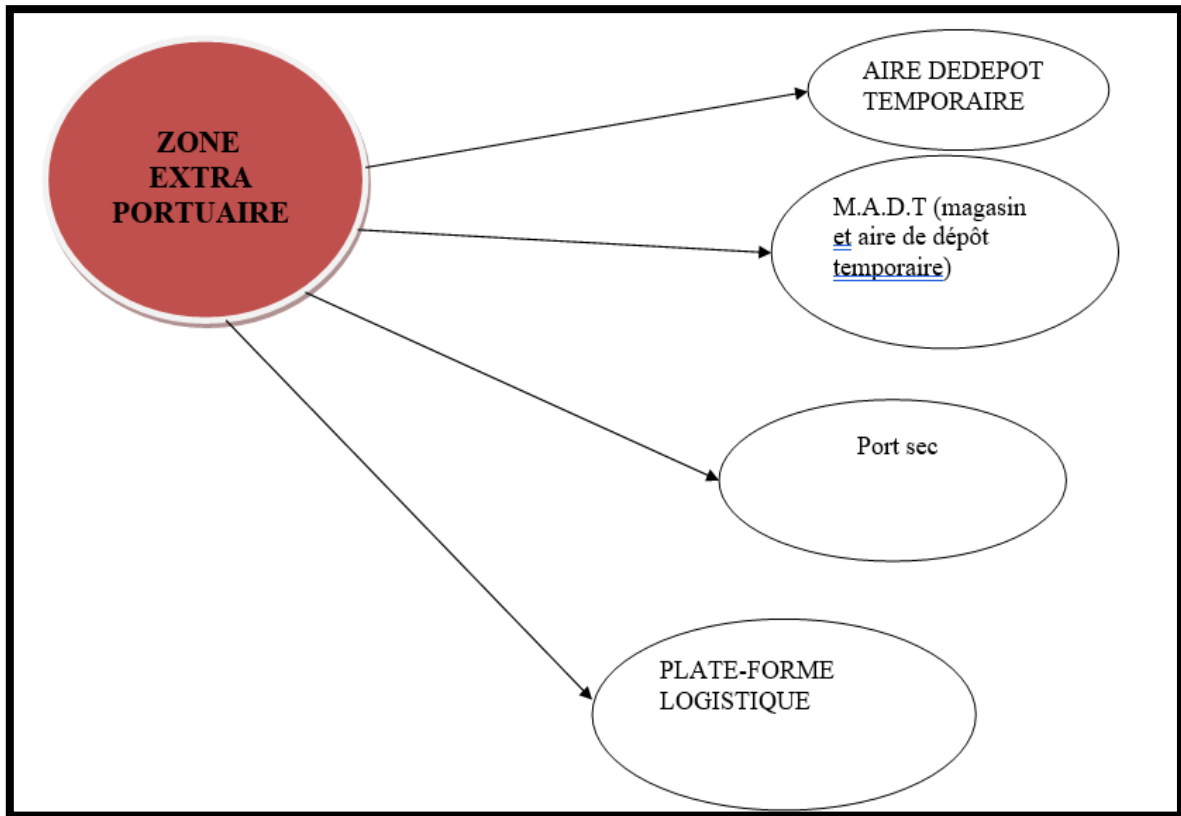 ZONE
EXTRA
PORTUAIRE
AIRE DEDEPOT
TEMPORAIRE
M.A.D.T (magasin
et aire de dépôt
temporaire)
Port sec
PLATE-FORME
LOGISTIQUE